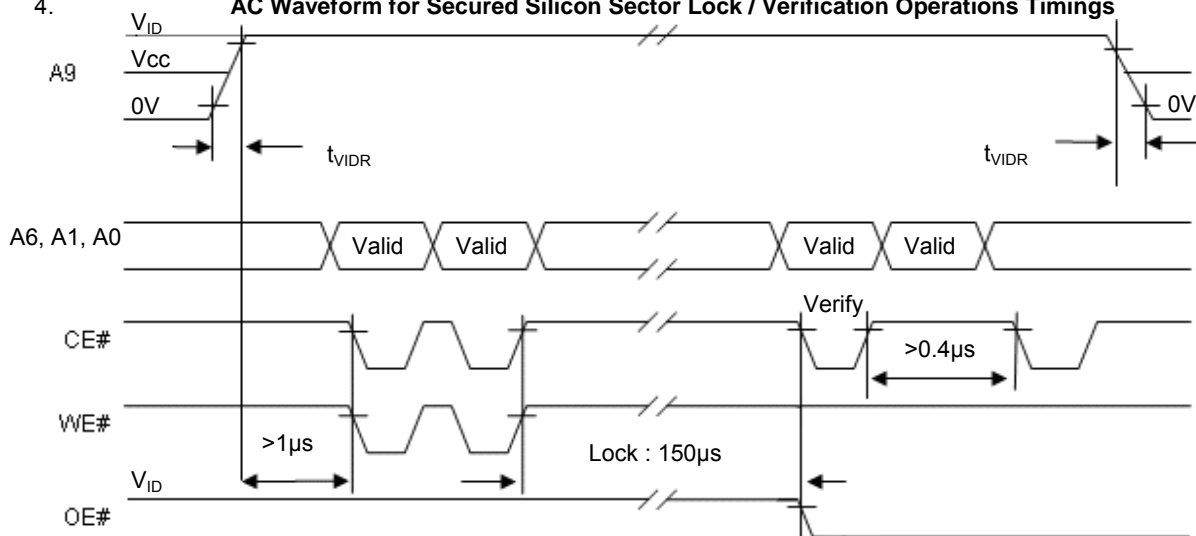 4. AC Waveform for Secured Silicon Sector Lock / Verification Operations Timings
VID
A9
Vcc
0V
0V
tVIDR
tVIDR
A6, A1, A0
Valid
Valid
Valid
Valid
Verify
CE#
>0.4µs
WE#
>1µs
Lock : 150µs
VID
OE#